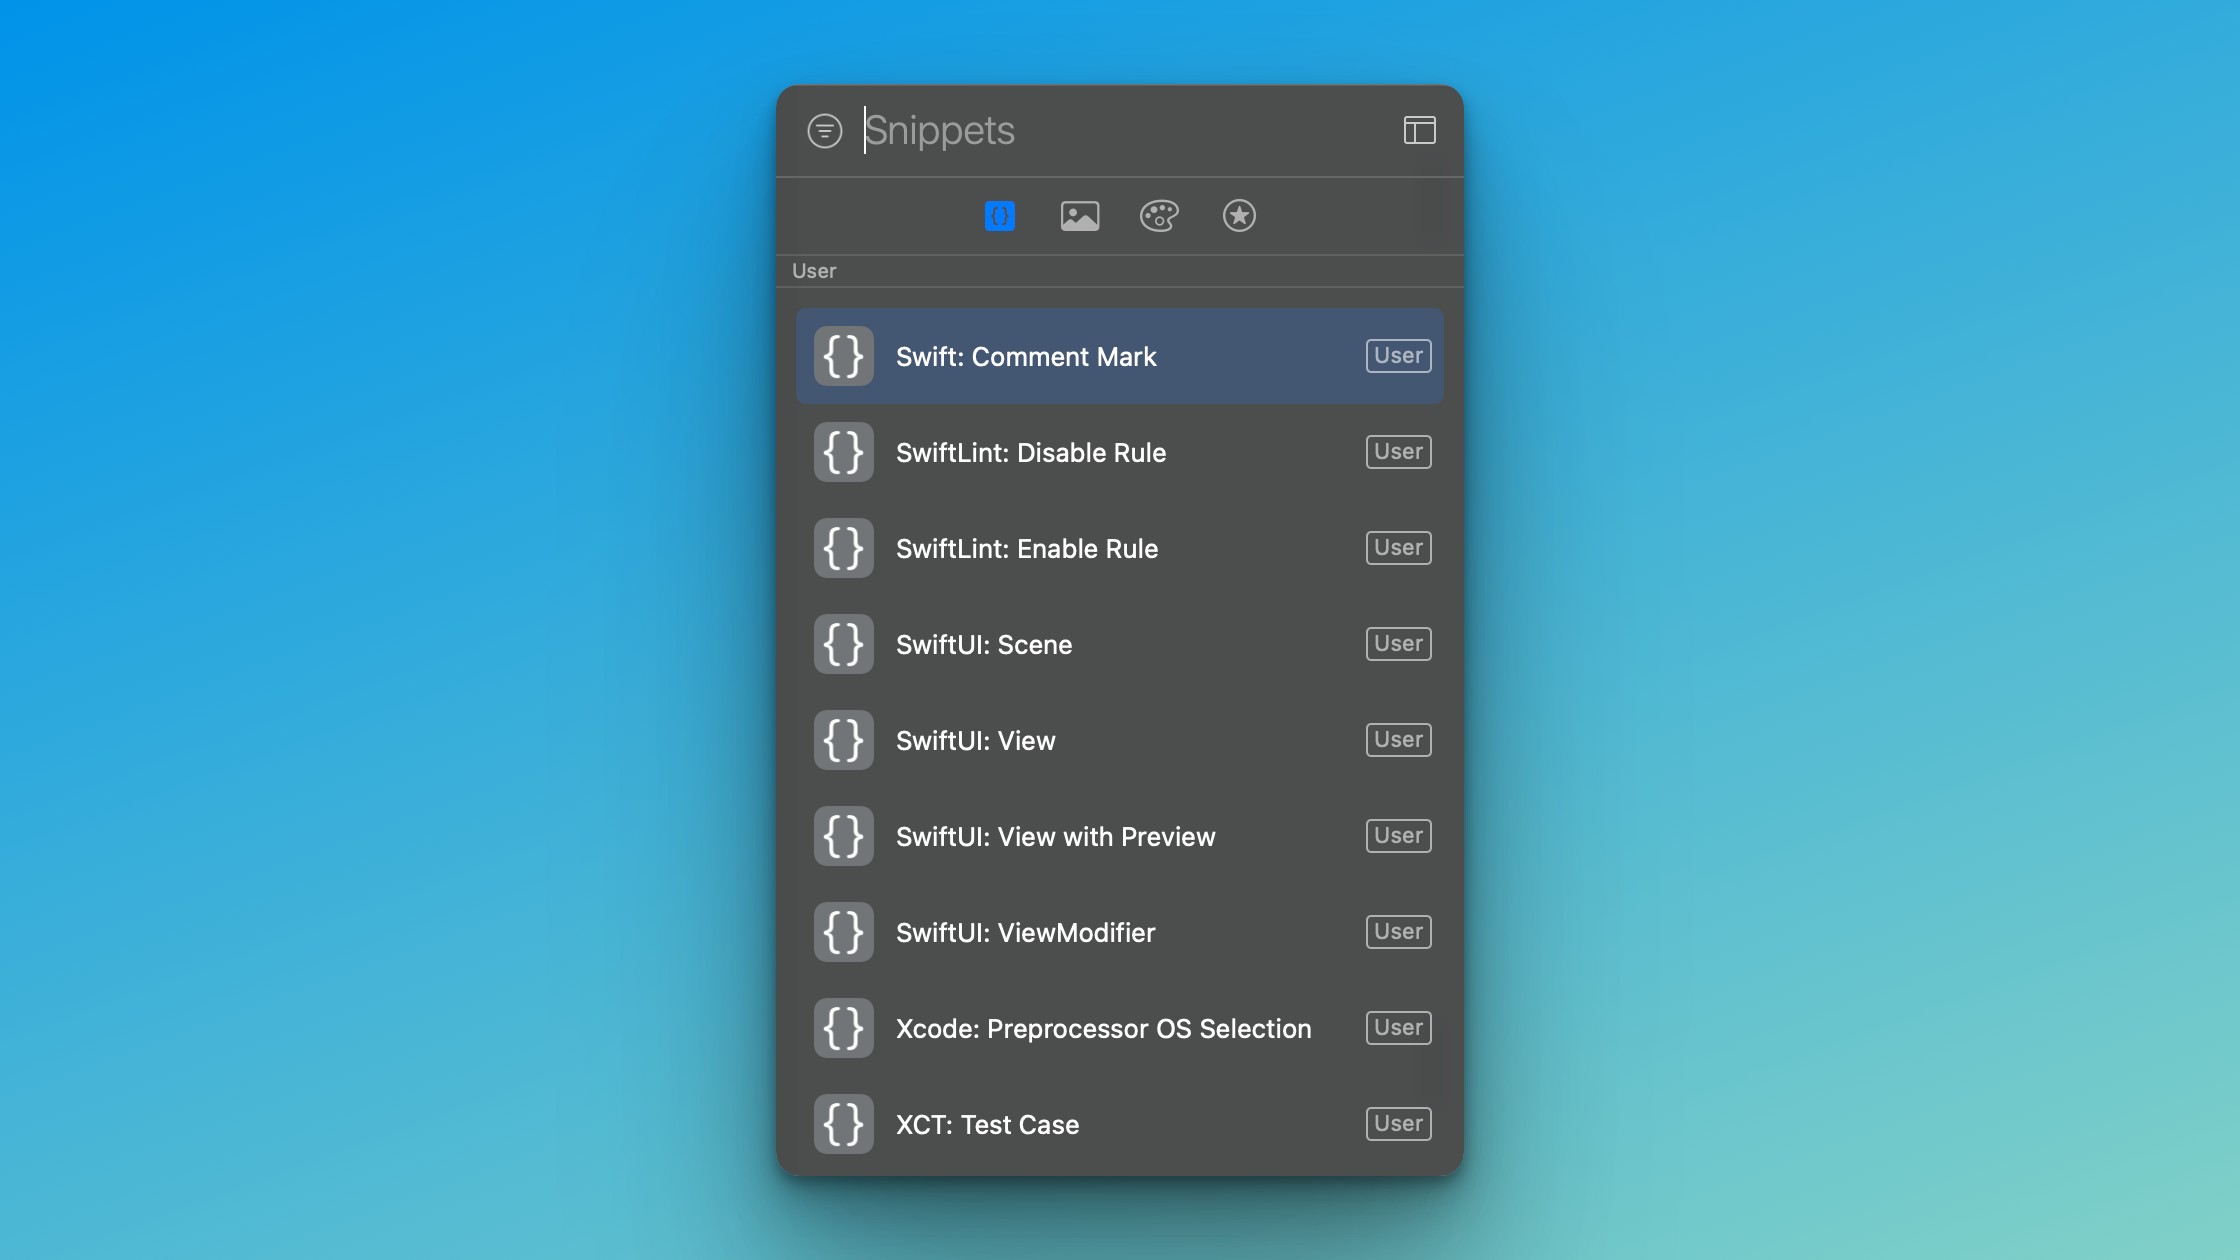 Snippets
User
Swift: Comment Mark User
SwiftLint: Disable Rule User
SwiftLint: Enable Rule User
SwiftUI: Scene User
SwiftUI: View User
SwiftUI: View with Preview User
SwiftUI: ViewModifier User
Xcode: Preprocessor OS Selection User
XCT: Test Case User